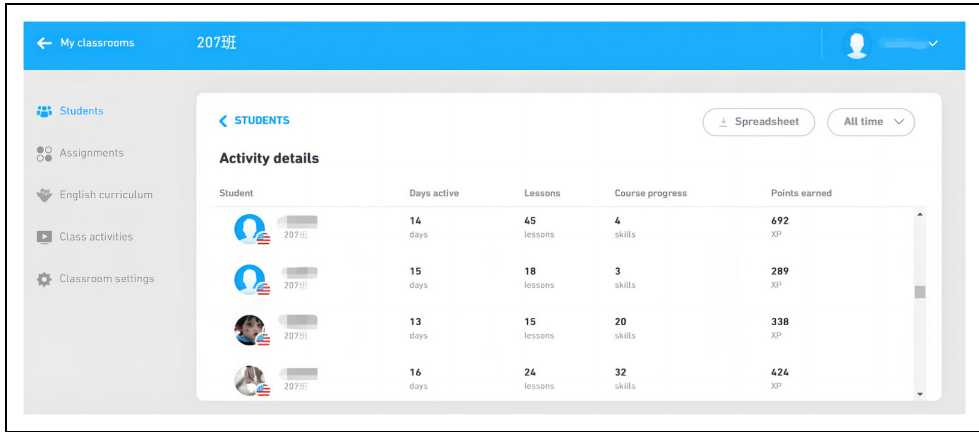 My classrooms 207班
Students
Assignments
English curriculum
Class activities
Classroom settings
STUDENTS Spreadsheet All time
Activity details
Student Days active Lessons Course progress Points earned
14 45 4 692
207班 days lessons skills XP
15 18 3 289
207班 days lessons skills XP
13 15 20 338
207班 days lessons skills XP
16 24 32 424
207班 days lessons skills XP